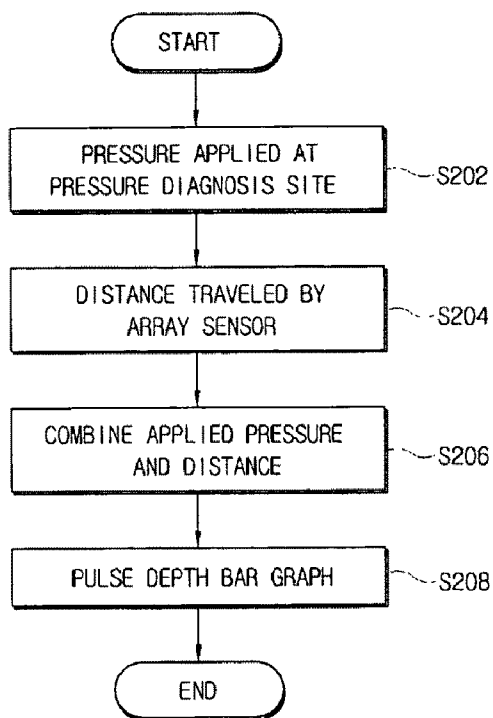 START
PRESSURE APPLIED AT
PRESSURE DIAGNOSIS SITE
S202
DISTANCE TRAVELED BY
ARRAY SENSOR
S204
COMBINE APPLIED PRESSURE
AND DISTANCE
S206
PULSE DEPTH BAR GRAPH
S208
END